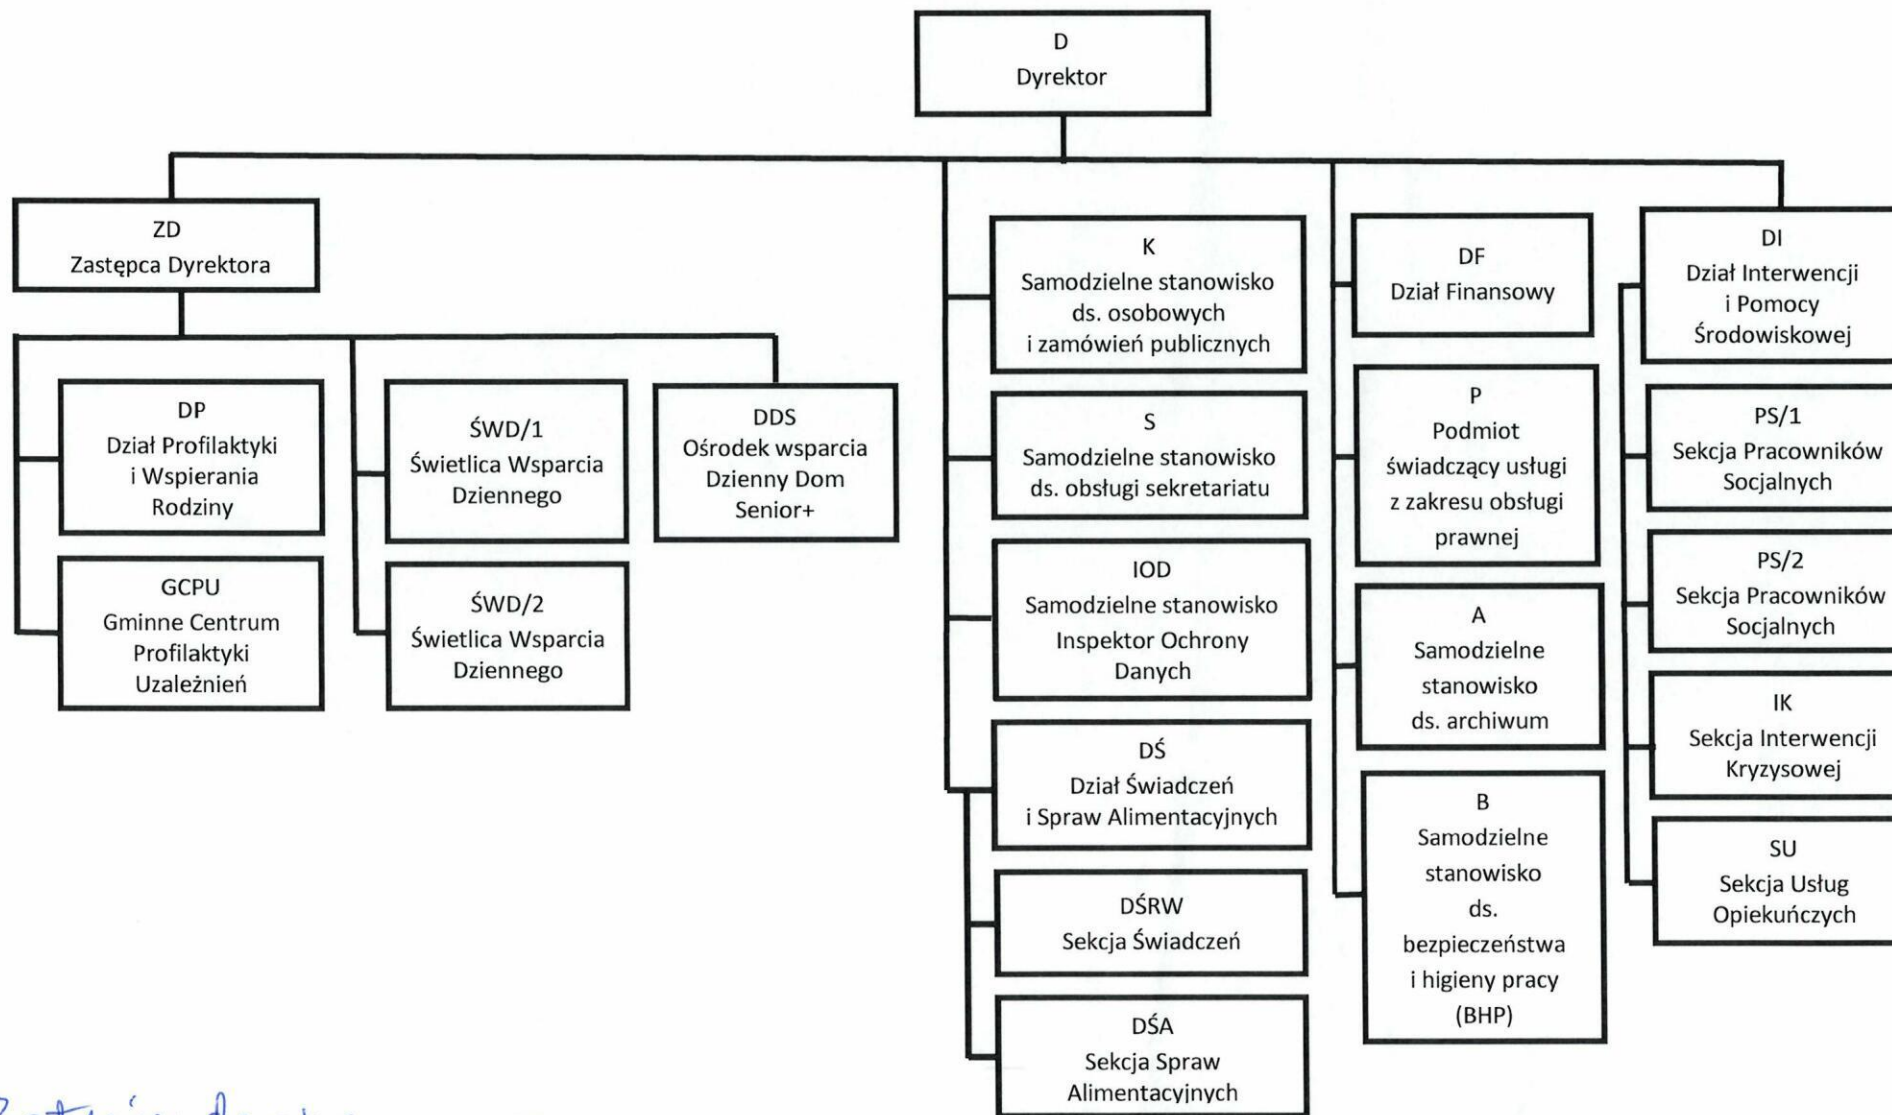 D
Dyrektor
ZD
Zastępca Dyrektora
DP
Dział Profilaktyki
i Wspierania
Rodziny
GCPU
Gminne Centrum
Profilaktyki
Uzależnień
ŚWD/1
Świetlica Wsparcia
Dziennego
ŚWD/2
Świetlica Wsparcia
Dziennego
DDS
Ośrodek wsparcia
Dzienny Dom
Senior+
K
Samodzielne stanowisko
ds. osobowych
i zamówień publicznych
S
Samodzielne stanowisko
ds. obsługi sekretariatu
IOD
Samodzielne stanowisko
Inspektor Ochrony
Danych
DŚ
Dział Świadczeń
i Spraw Alimentacyjnych
DŚRW
Sekcja Świadczeń
DŚA
Sekcja Spraw
Alimentacyjnych
DF
Dział Finansowy
P
Podmiot
świadczący usługi
z zakresu obsługi
prawnej
A
Samodzielne
stanowisko
ds. archiwum
B
Samodzielne
stanowisko
ds.
bezpieczeństwa
i higieny pracy
(BHP)
DI
Dział Interwencji
i Pomocy
Środowiskowej
PS/1
Sekcja Pracowników
Socjalnych
PS/2
Sekcja Pracowników
Socjalnych
IK
Sekcja Interwencji
Kryzysowej
SU
Sekcja Usług
Opiekuńczych